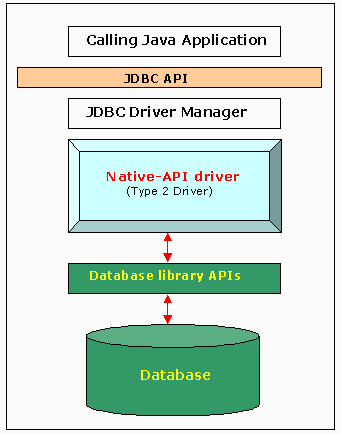 Calling Java Application
JDBC API
JDBC Driver Manager
Native-API driver
(Type 2 Driver)
Database library APIs
Database